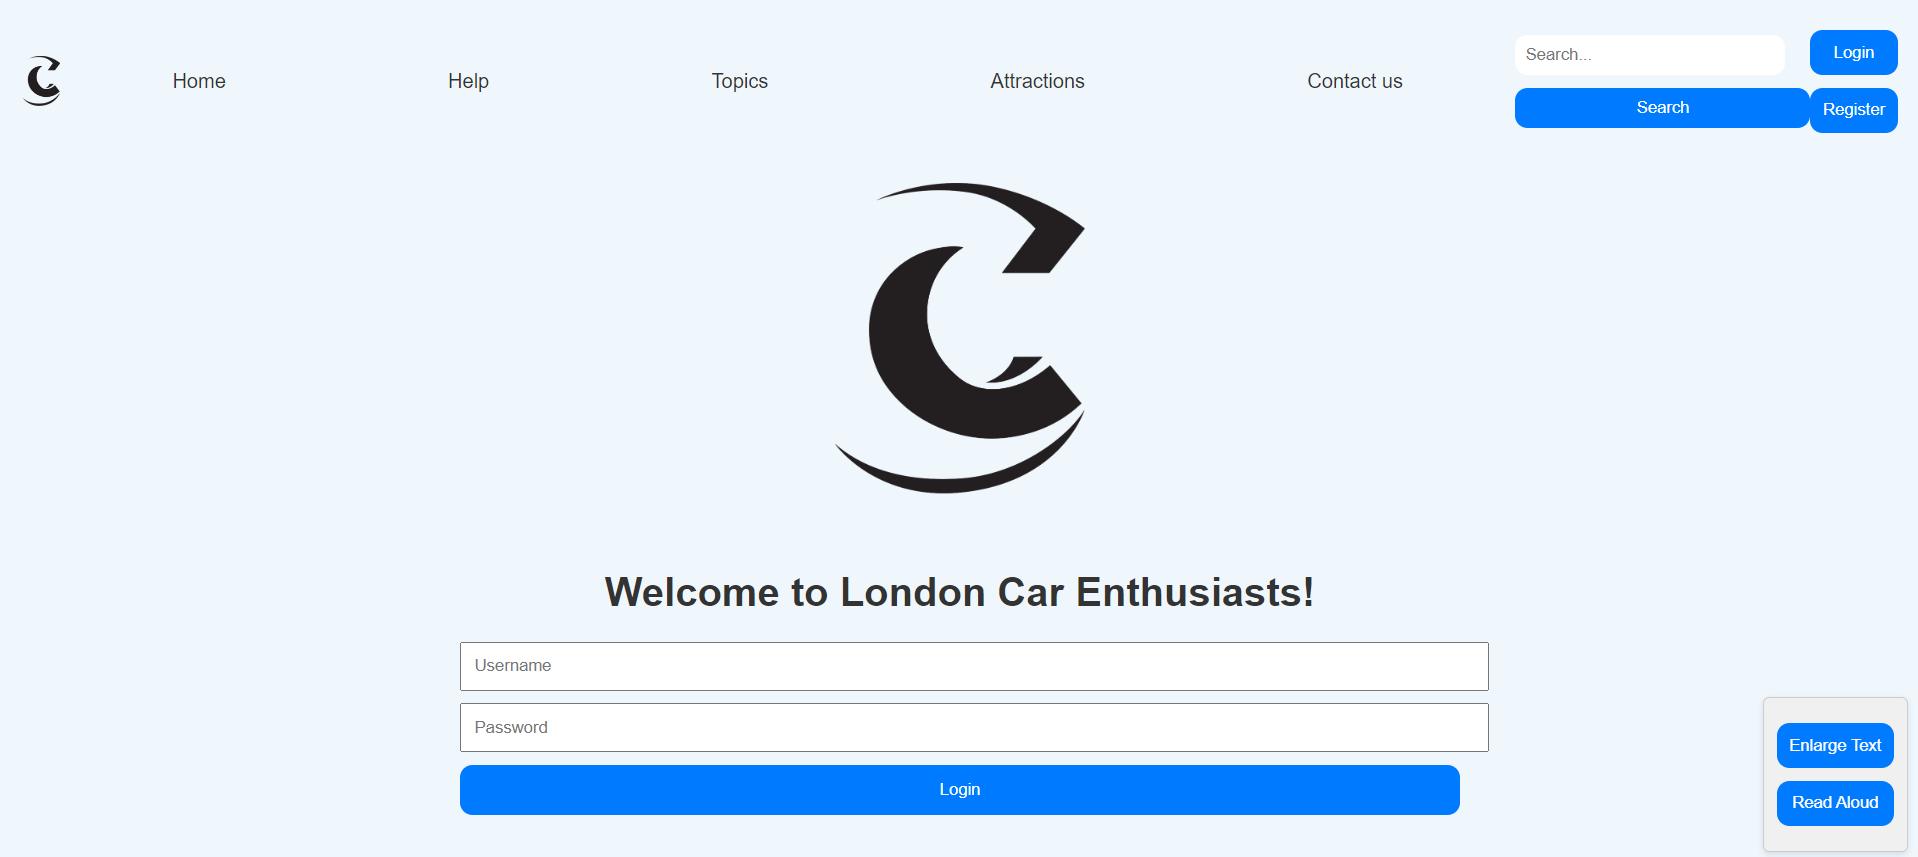 Home
Help
Topics
Attractions
Contact us
Search...
Search
Login
Register
Welcome to London Car Enthusiasts!
Username
Password
Login
Enlarge Text
Read Aloud